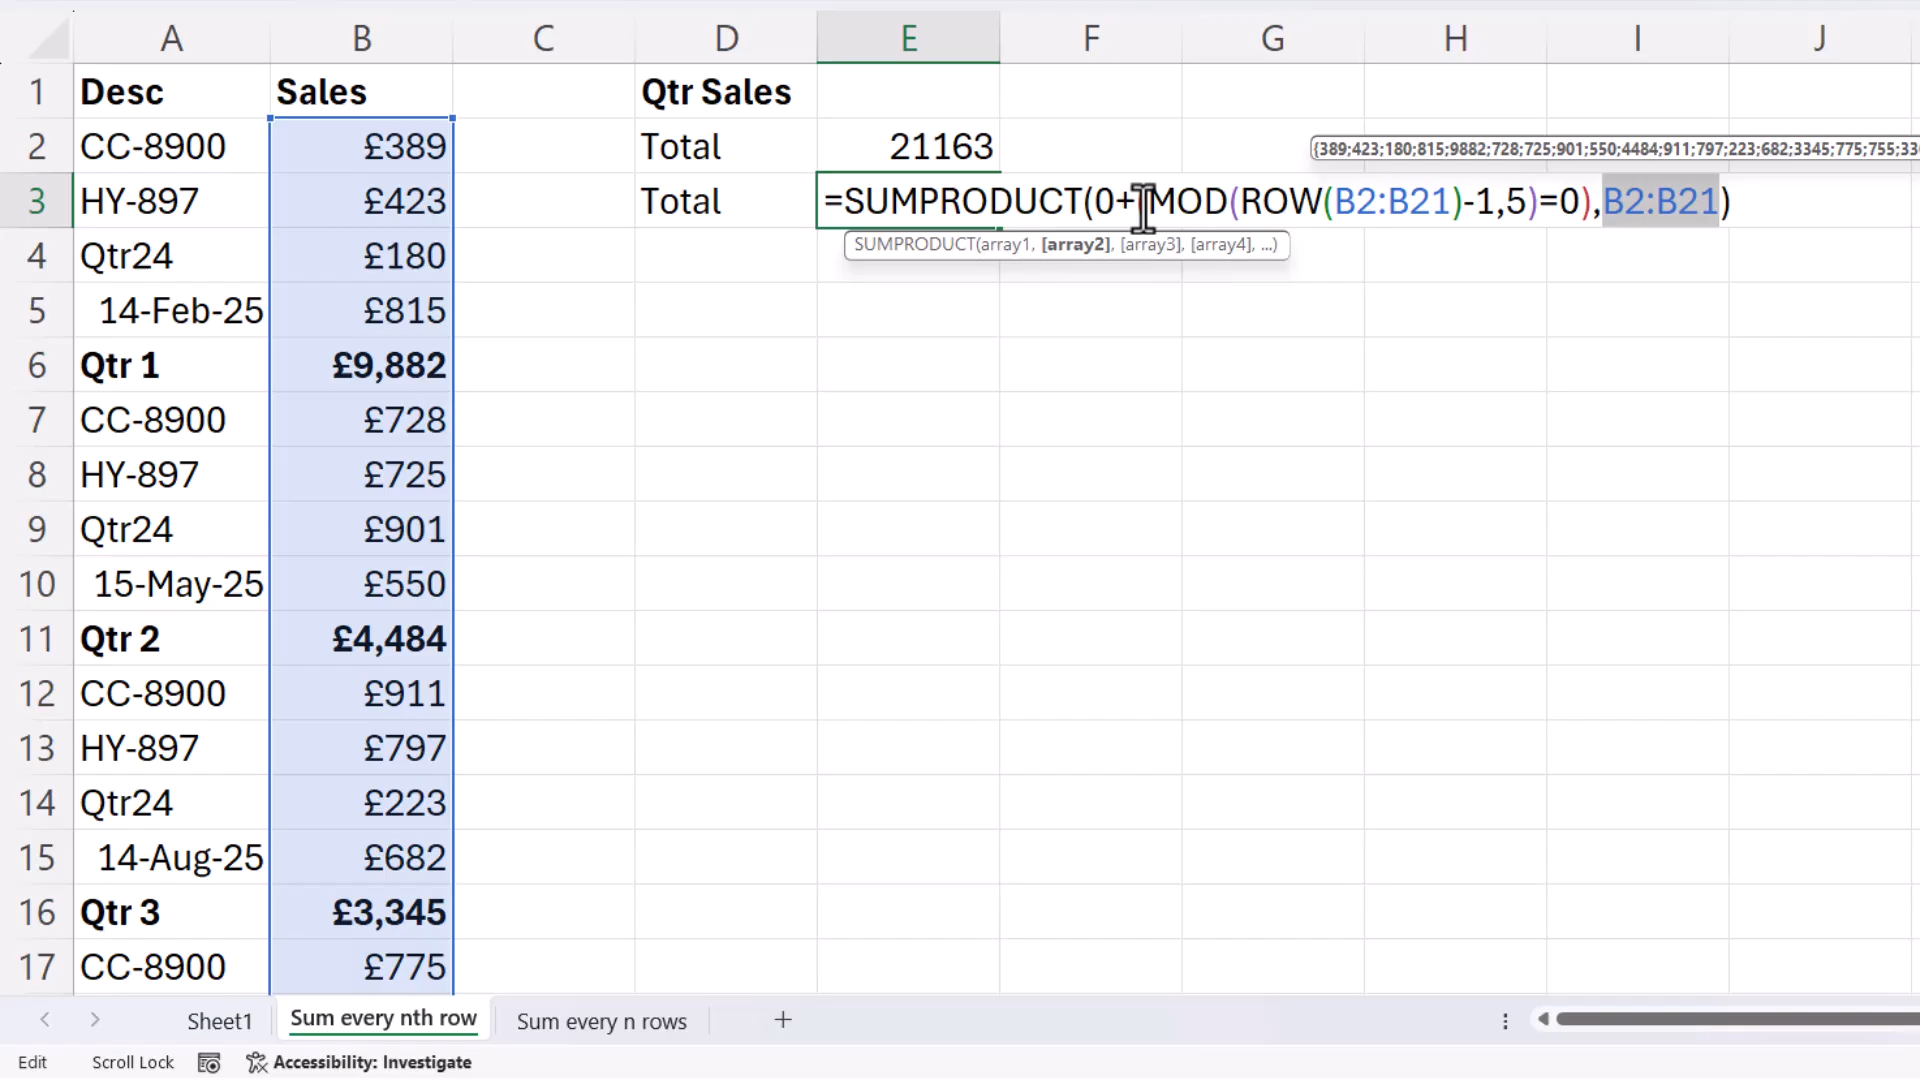 A B C D E F G H I J
1 Desc Sales Qtr Sales
2 CC-8900 £389 Total 21163 {389;423;180;815;9882;728;725;901;550;4484;911;797;223;682;3345;775;755;33
3 HY-897 £423 Total =SUMPRODUCT(0+(MOD(ROW(B2:B21)-1,5)=0),B2:B21)
SUMPRODUCT(array1, [array2], [array3], [array4], ...)
4 Qtr24 £180
5 14-Feb-25 £815
6 Qtr 1 £9,882
7 CC-8900 £728
8 HY-897 £725
9 Qtr24 £901
10 15-May-25 £550
11 Qtr 2 £4,484
12 CC-8900 £911
13 HY-897 £797
14 Qtr24 £223
15 14-Aug-25 £682
16 Qtr 3 £3,345
17 CC-8900 £775
Sheet1 Sum every nth row Sum every n rows
Edit Scroll Lock Accessibility: Investigate